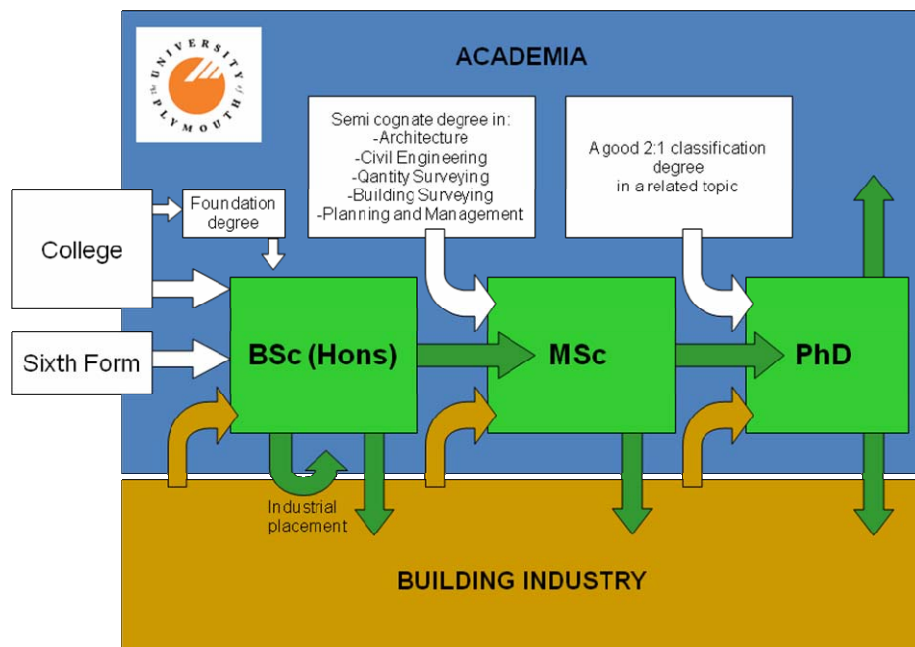 the UNIVERSITY of
PLYMOUTH
ACADEMIA
Semi cognate degree in:
-Architecture
-Civil Engineering
-Qantity Surveying
-Building Surveying
-Planning and Management
A good 2:1 classification
degree
in a related topic
College
Foundation
degree
Sixth Form
BSc (Hons)
MSc
PhD
Industrial
placement
BUILDING INDUSTRY